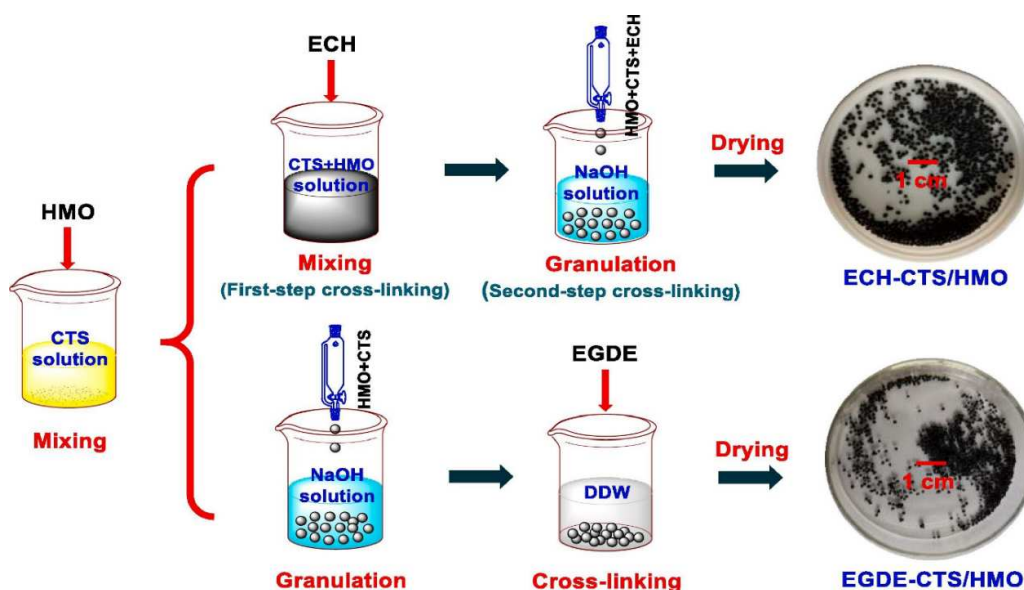 HMO
CTS
solution
Mixing
ECH
CTS+HMO
solution
Mixing
(First-step cross-linking)
HMO+CTS+ECH
NaOH
solution
Granulation
(Second-step cross-linking)
Drying
1 cm
ECH-CTS/HMO
HMO+CTS
NaOH
solution
Granulation
EGDE
DDW
Cross-linking
Drying
1 cm
EGDE-CTS/HMO